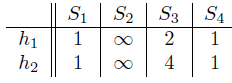 S₁ S₂ S₃ S₄
h₁ 1 ∞ 2 1
h₂ 1 ∞ 4 1